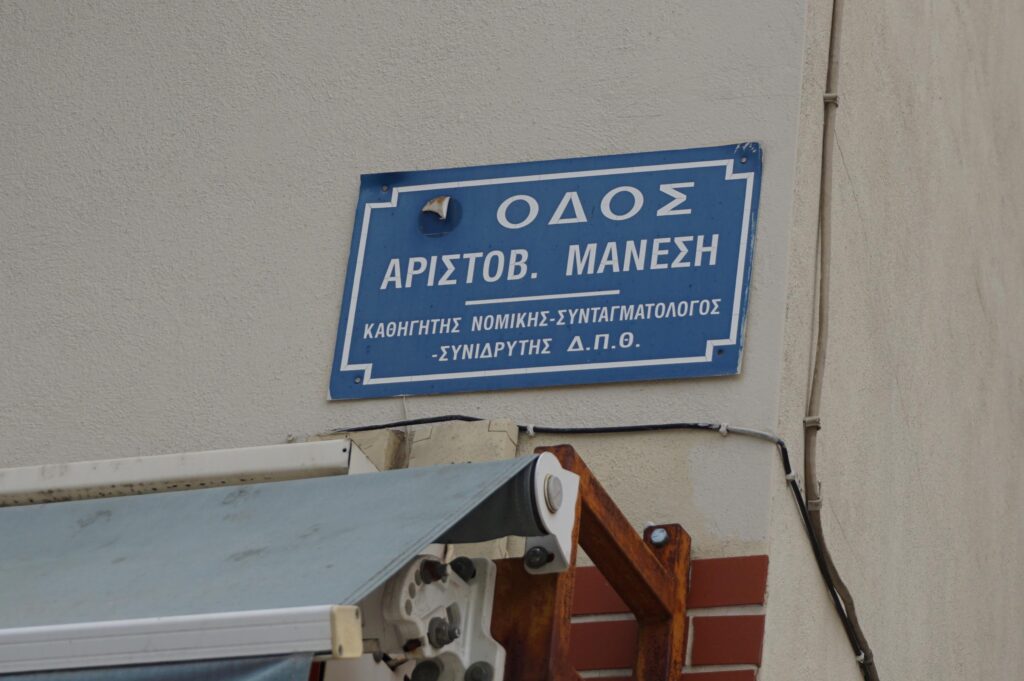 ΟΔΟΣ
ΑΡΙΣΤΟΒ. ΜΑΝΕΣΗ
ΚΑΘΗΓΗΤΗΣ ΝΟΜΙΚΗΣ-ΣΥΝΤΑΓΜΑΤΟΛΟΓΟΣ
-ΣΥΝΙΔΡΥΤΗΣ Δ.Π.Θ.